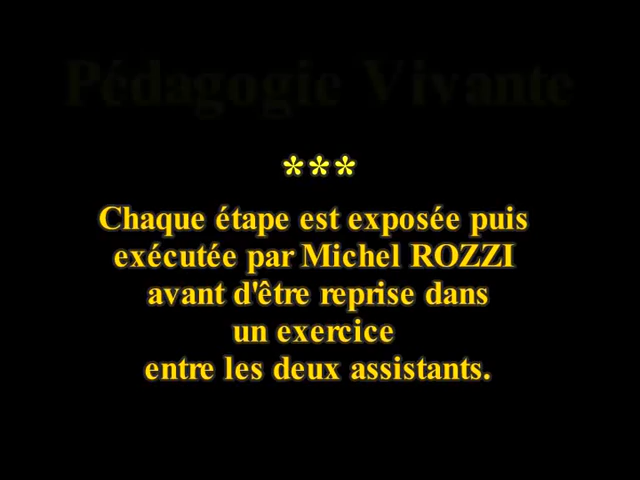 Pédagogie Vivante
***
Chaque étape est exposée puis
exécutée par Michel ROZZI
avant d'être reprise dans
un exercice
entre les deux assistants.